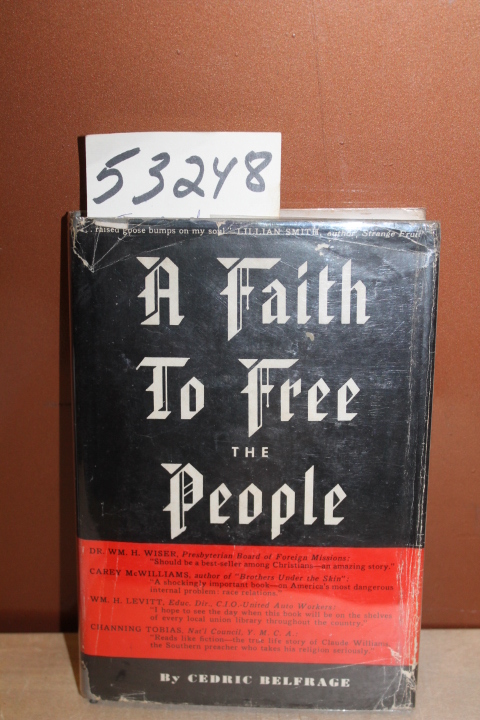 53248
raised goose bumps on my soul"—LILLIAN SMITH, author, Strange Fruit
A Faith
To Free
THE
People
DR. WM. H. WISER, Presbyterian Board of Foreign Missions:
"Should be a best-seller among Christians—an amazing story."
CAREY McWILLIAMS, author of "Brothers Under the Skin":
"A shockingly important book—on America's most dangerous
internal problem: race relations."
WM. H. LEVITT, Educ. Dir., C.I.O.-United Auto Workers:
"I hope to see the day when this book will be on the shelves
of every local union library throughout the country."
CHANNING TOBIAS, Nat'l Council, Y. M. C. A.:
"Reads like fiction—the true life story of Claude Williams,
the Southern preacher who takes his religion seriously."
By CEDRIC BELFRAGE